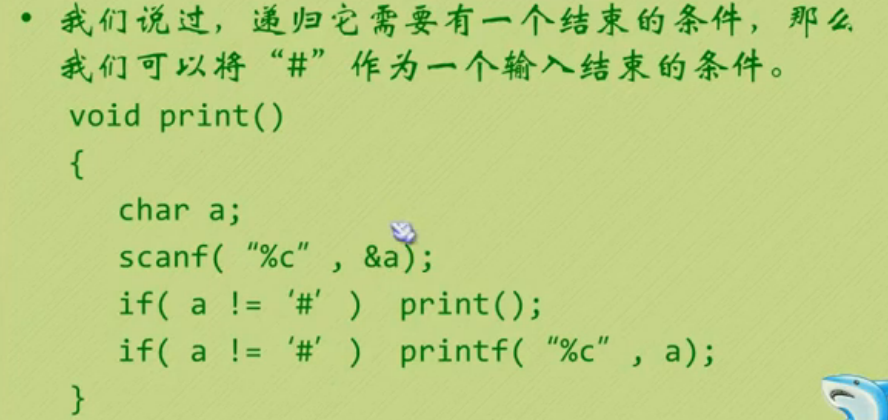 • 我们说过，递归它需要有一个结束的条件，那么
我们可以将“#”作为一个输入结束的条件。
void print()
{
char a;
scanf( “%c” , &a);
if( a != ‘#’ )  print();
if( a != ‘#’ )  printf( “%c” , a);
}